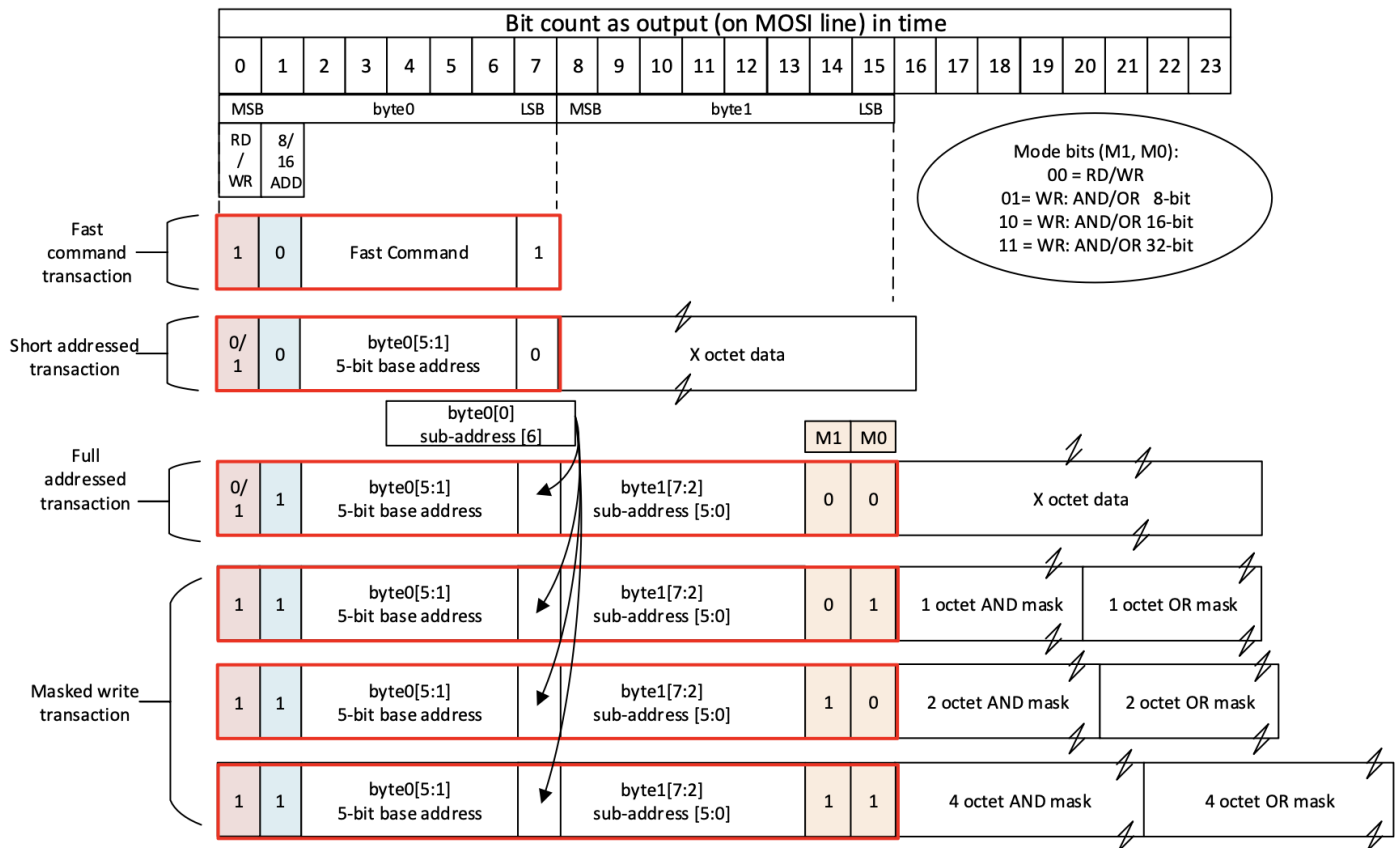 Bit count as output (on MOSI line) in time
0 1 2 3 4 5 6 7 8 9 10 11 12 13 14 15 16 17 18 19 20 21 22 23
MSB byte0 LSB MSB byte1 LSB
RD
/
WR
8/
16
ADD
Mode bits (M1, M0):
00 = RD/WR
01= WR: AND/OR 8-bit
10 = WR: AND/OR 16-bit
11 = WR: AND/OR 32-bit
Fast
command
transaction
1 0 Fast Command 1
Short addressed
transaction
0/
1
0
byte0[5:1]
5-bit base address
0
X octet data
byte0[0]
sub-address [6]
M1 M0
Full
addressed
transaction
0/
1
1
byte0[5:1]
5-bit base address
byte1[7:2]
sub-address [5:0]
0 0
X octet data
Masked write
transaction
1 1
byte0[5:1]
5-bit base address
byte1[7:2]
sub-address [5:0]
0 1
1 octet AND mask
1 octet OR mask
1 1
byte0[5:1]
5-bit base address
byte1[7:2]
sub-address [5:0]
1 0
2 octet AND mask
2 octet OR mask
1 1
byte0[5:1]
5-bit base address
byte1[7:2]
sub-address [5:0]
1 1
4 octet AND mask
4 octet OR mask